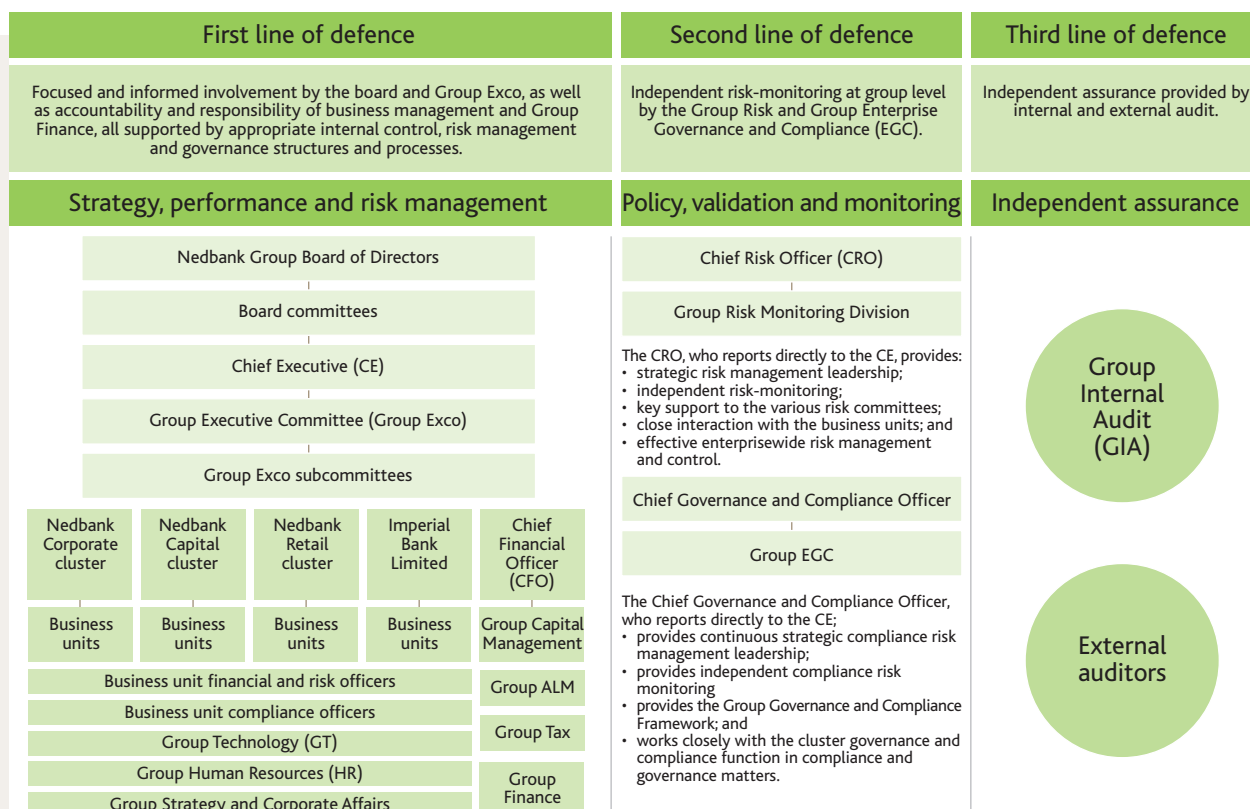 First line of defence
Focused and informed involvement by the board and Group Exco, as well
as accountability and responsibility of business management and Group
Finance, all supported by appropriate internal control, risk management
and governance structures and processes.
Strategy, performance and risk management
Nedbank Group Board of Directors
Board committees
Chief Executive (CE)
Group Executive Committee (Group Exco)
Group Exco subcommittees
Nedbank
Corporate
cluster
Nedbank
Capital
cluster
Nedbank
Retail
cluster
Imperial
Bank
Limited
Chief
Financial
Officer
(CFO)
Business
units
Business
units
Business
units
Business
units
Group Capital
Management
Business unit financial and risk officers
Business unit compliance officers
Group Technology (GT)
Group Human Resources (HR)
Group Strategy and Corporate Affairs
Group ALM
Group Tax
Group
Finance
Second line of defence
Independent risk-monitoring at group level
by the Group Risk and Group Enterprise
Governance and Compliance (EGC).
Policy, validation and monitoring
Chief Risk Officer (CRO)
Group Risk Monitoring Division
The CRO, who reports directly to the CE, provides:
• strategic risk management leadership;
• independent risk-monitoring;
• key support to the various risk committees;
• close interaction with the business units; and
• effective enterprisewide risk management
and control.
Chief Governance and Compliance Officer
Group EGC
The Chief Governance and Compliance Officer,
who reports directly to the CE;
• provides continuous strategic compliance risk
management leadership;
• provides independent compliance risk
monitoring
• provides the Group Governance and Compliance
Framework; and
• works closely with the cluster governance and
compliance function in compliance and
governance matters.
Third line of defence
Independent assurance provided by
internal and external audit.
Independent assurance
Group
Internal
Audit
(GIA)
External
auditors